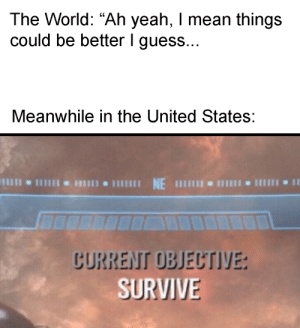 The World: “Ah yeah, I mean things
could be better I guess...
Meanwhile in the United States:
NE
CURRENT OBJECTIVE:
SURVIVE